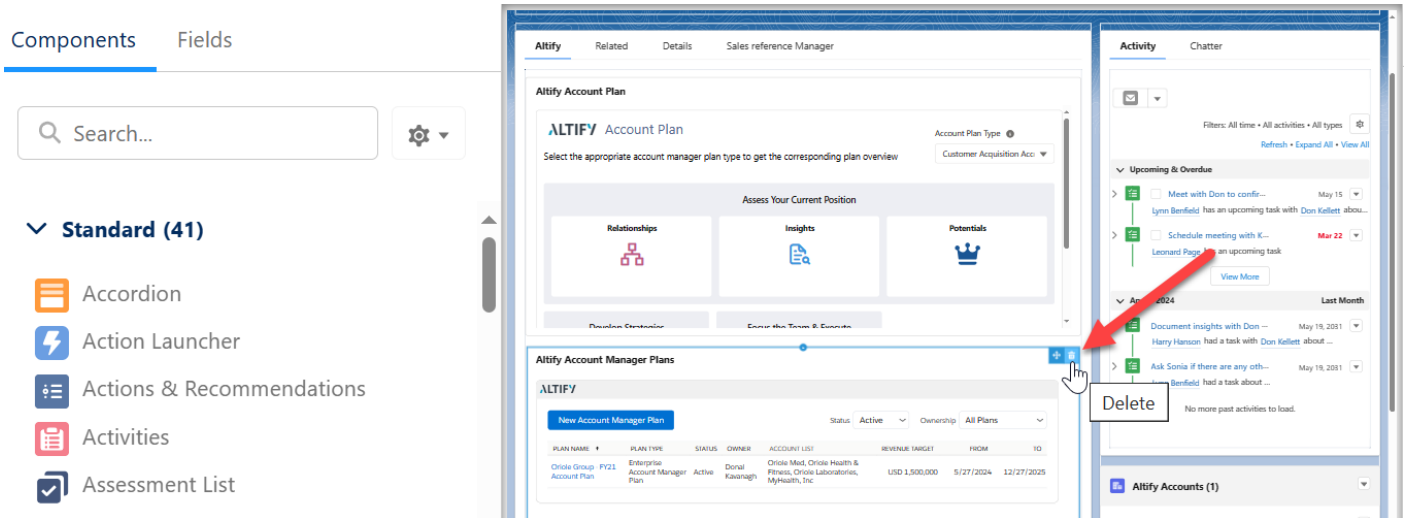 Components Fields
Search...
Standard (41)
Accordion
Action Launcher
Actions & Recommendations
Activities
Assessment List
Altify Related Details Sales reference Manager
Altify Account Plan
ALTIFY Account Plan
Account Plan Type
Select the appropriate account manager plan type to get the corresponding plan overview
Customer Acquisition Acc
Assess Your Current Position
Relationships Insights Potentials
Develop Strategies Focus the Team & Execute
Altify Account Manager Plans
ALTIFY
New Account Manager Plan Status Active Ownership All Plans
PLAN NAME PLAN TYPE STATUS OWNER ACCOUNT LIST REVENUE TARGET FROM TO
Oriole Group - FY21
Account Plan
Enterprise
Account Manager
Plan
Active
Donal
Kavanagh
Oriole Med, Oriole Health &
Fitness, Oriole Laboratories,
MyHealth, Inc
USD 1,500,000 5/27/2024 12/27/2025
Delete
Activity Chatter
Filters: All time • All activities • All types
Refresh • Expand All • View All
Upcoming & Overdue
Meet with Don to confir... May 15
Lynn Benfield has an upcoming task with Don Kellett abou...
Schedule meeting with K... Mar 22
Leonard Page an upcoming task
View More
2024 Last Month
Document insights with Don ... May 19, 2031
Harry Hanson had a task with Don Kellett about ...
Ask Sonia if there are any oth... May 19, 2031
Benfield had a task about ...
No more past activities to load.
Altify Accounts (1)